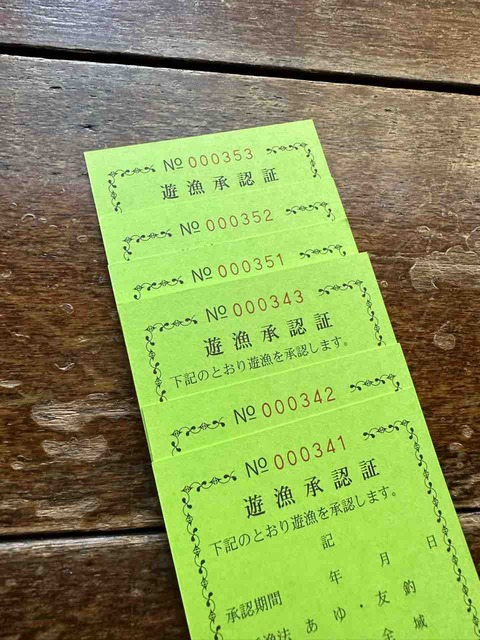 № 000353
遊漁承認証
№ 000352
№ 000351
№ 000343
遊漁承認証
下記のとおり遊漁を承認します。
№ 000342
№ 000341
遊漁承認証
下記のとおり遊漁を承認します。
記
年 月 日
承認期間
漁法 あゆ・友釣
全城